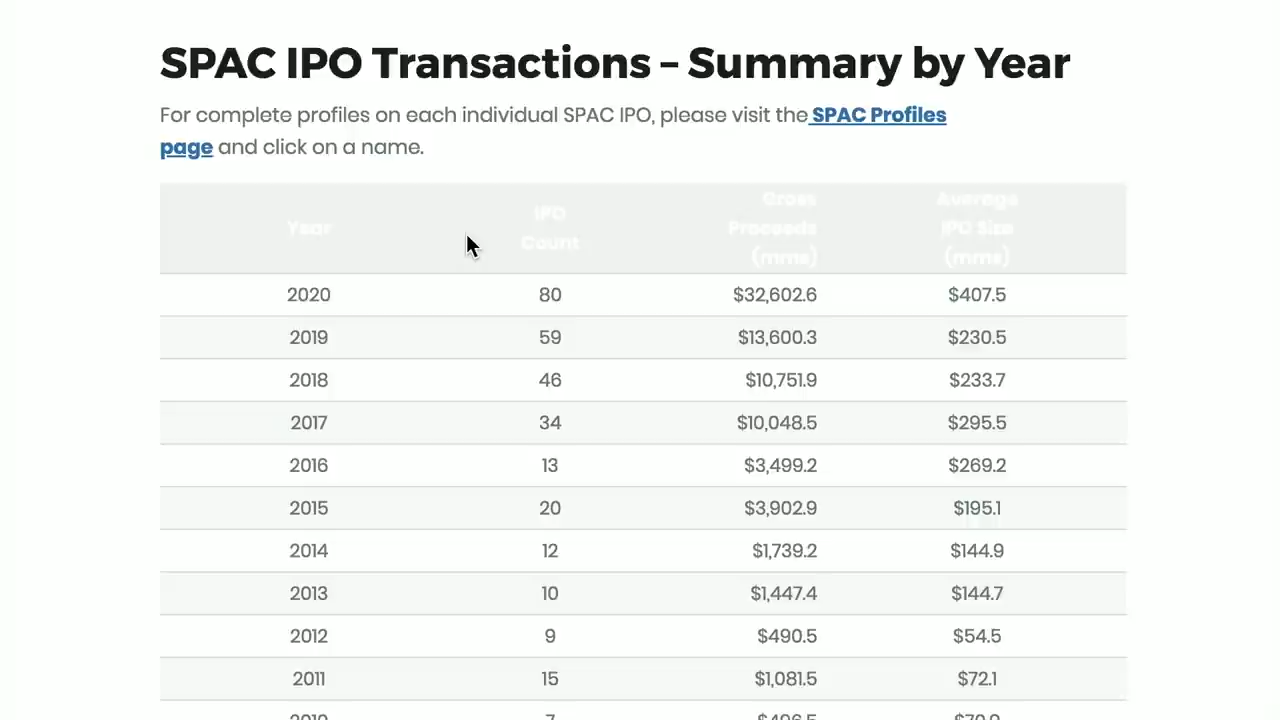 SPAC IPO Transactions – Summary by Year
For complete profiles on each individual SPAC IPO, please visit the SPAC Profiles
page and click on a name.
Year IPO Count Gross Proceeds (mms) Average IPO Size (mms)
2020 80 $32,602.6 $407.5
2019 59 $13,600.3 $230.5
2018 46 $10,751.9 $233.7
2017 34 $10,048.5 $295.5
2016 13 $3,499.2 $269.2
2015 20 $3,902.9 $195.1
2014 12 $1,739.2 $144.9
2013 10 $1,447.4 $144.7
2012 9 $490.5 $54.5
2011 15 $1,081.5 $72.1